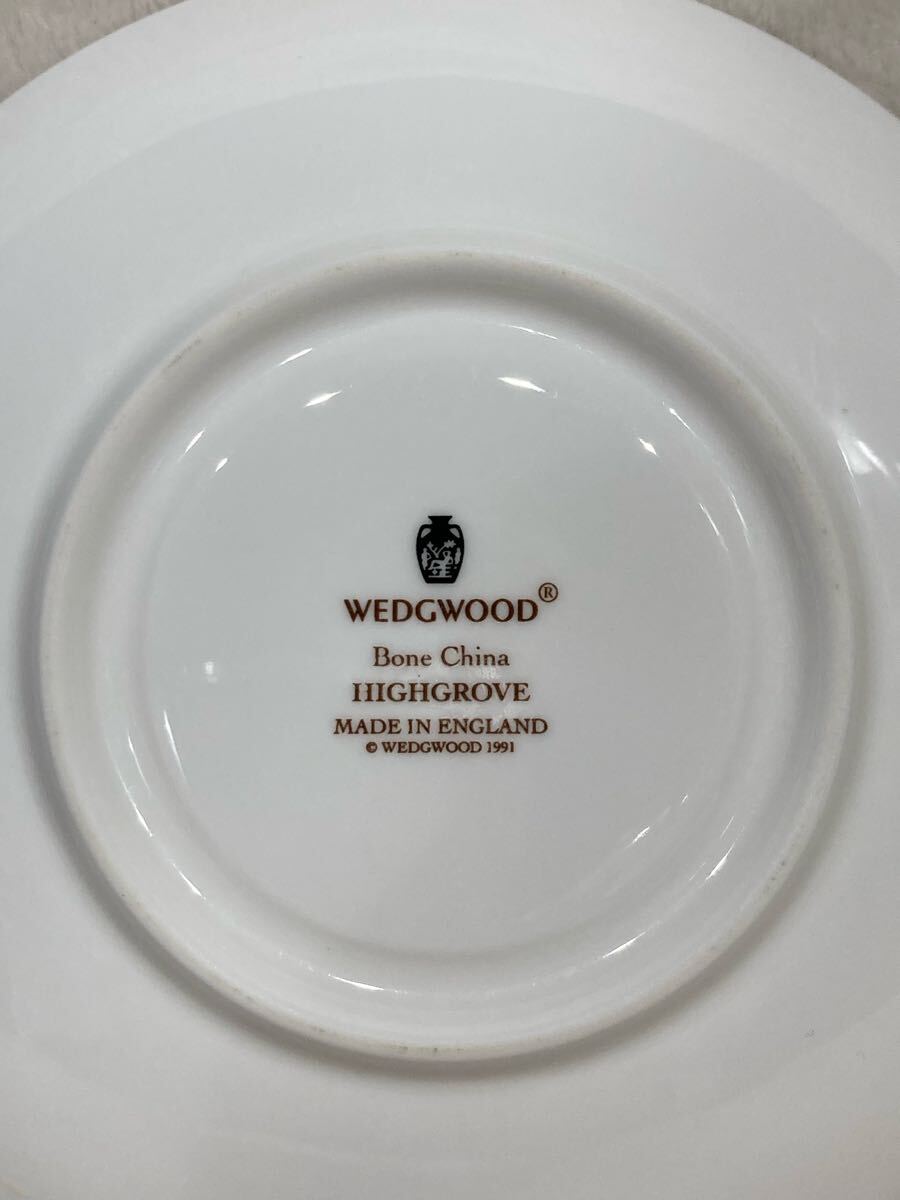 WEDGWOOD®
Bone China
HIGHGROVE
MADE IN ENGLAND
© WEDGWOOD 1991